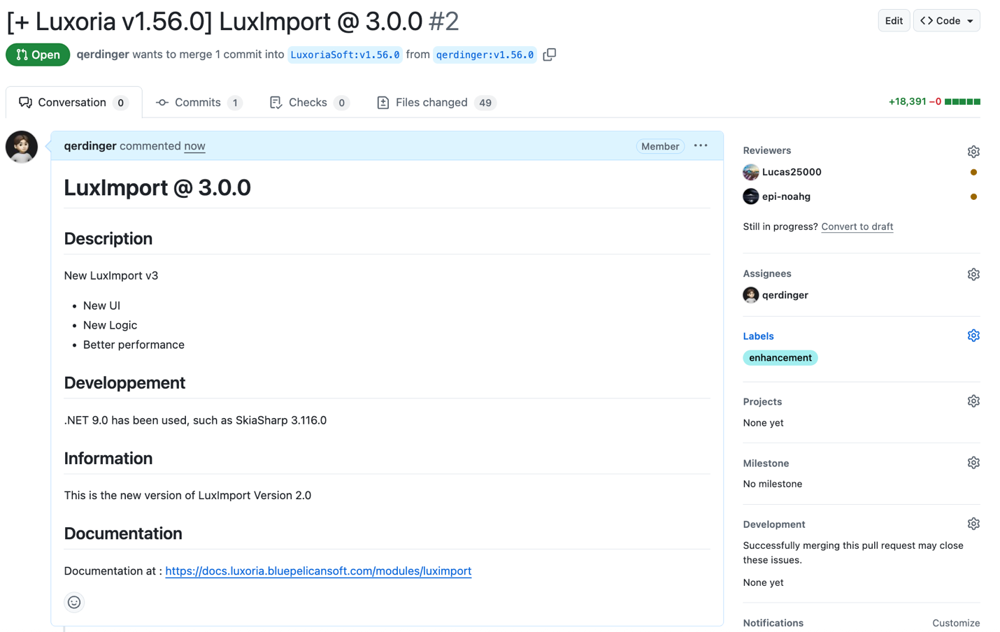 [+ Luxoria v1.56.0] LuxImport @ 3.0.0 #2
Edit
<> Code
Open
qerdinger wants to merge 1 commit into LuxoriaSoft:v1.56.0 from qerdinger:v1.56.0
Conversation 0
Commits 1
Checks 0
Files changed 49
+18,391 −0
qerdinger commented now
Member
LuxImport @ 3.0.0
Description
New LuxImport v3
• New UI
• New Logic
• Better performance
Developpement
.NET 9.0 has been used, such as SkiaSharp 3.116.0
Information
This is the new version of LuxImport Version 2.0
Documentation
Documentation at : https://docs.luxoria.bluepelicansoft.com/modules/luximport
Reviewers
Lucas25000
epi-noahg
Still in progress? Convert to draft
Assignees
qerdinger
Labels
enhancement
Projects
None yet
Milestone
No milestone
Development
Successfully merging this pull request may close
these issues.
None yet
Notifications
Customize